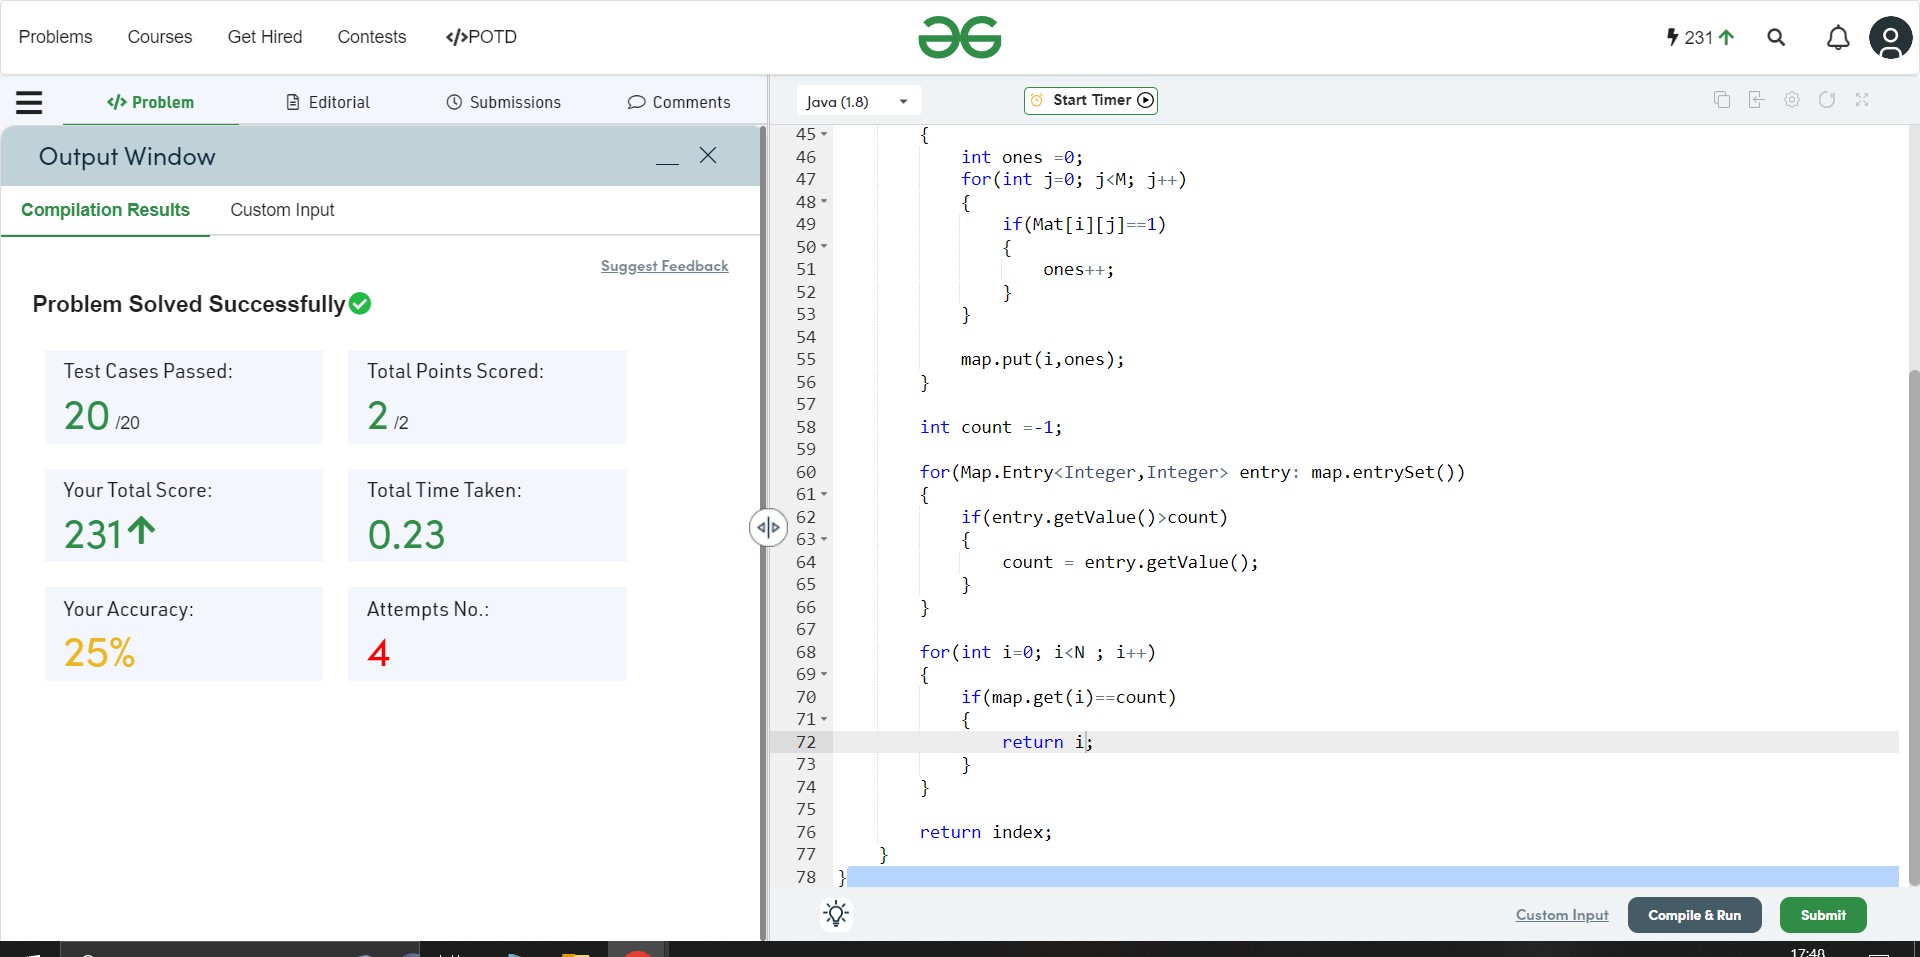 Problems Courses Get Hired Contests </>POTD
231
</> Problem Editorial Submissions Comments
Output Window
Compilation Results Custom Input
Suggest Feedback
Problem Solved Successfully
Test Cases Passed: Total Points Scored:
20 /20 2 /2
Your Total Score: Total Time Taken:
231 0.23
Your Accuracy: Attempts No.:
25% 4
Java (1.8) Start Timer
45 {
46 int ones =0;
47 for(int j=0; j<M; j++)
48 {
49 if(Mat[i][j]==1)
50 {
51 ones++;
52 }
53 }
54
55 map.put(i,ones);
56 }
57
58 int count =-1;
59
60 for(Map.Entry<Integer,Integer> entry: map.entrySet())
61 {
62 if(entry.getValue()>count)
63 {
64 count = entry.getValue();
65 }
66 }
67
68 for(int i=0; i<N ; i++)
69 {
70 if(map.get(i)==count)
71 {
72 return i;
73 }
74 }
75
76 return index;
77 }
78 }
Custom Input Compile & Run Submit
17:48